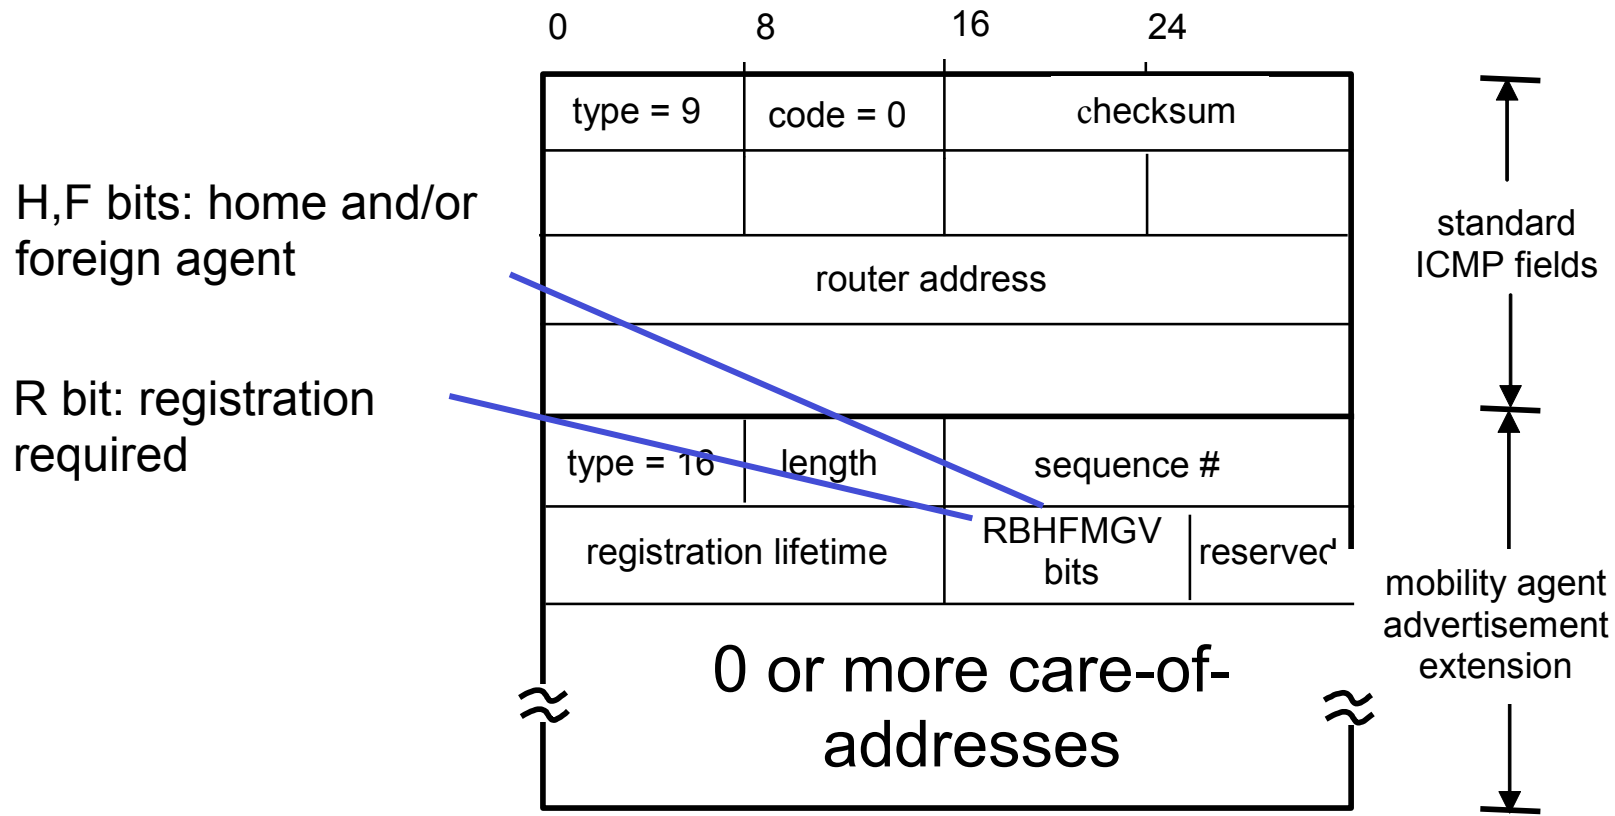 0 8 16 24
type = 9 code = 0 checksum
H,F bits: home and/or
foreign agent
standard
ICMP fields
router address
R bit: registration
required
type = 16 length sequence #
registration lifetime RBHFMGV
bits reserved
mobility agent
advertisement
extension
0 or more care-of-
addresses